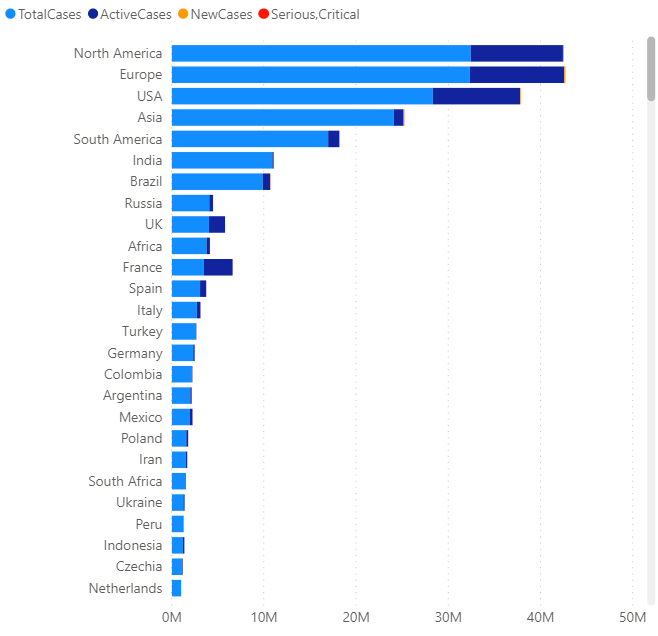 TotalCases ActiveCases NewCases Serious,Critical
North America
Europe
USA
Asia
South America
India
Brazil
Russia
UK
Africa
France
Spain
Italy
Turkey
Germany
Colombia
Argentina
Mexico
Poland
Iran
South Africa
Ukraine
Peru
Indonesia
Czechia
Netherlands
0M 10M 20M 30M 40M 50M